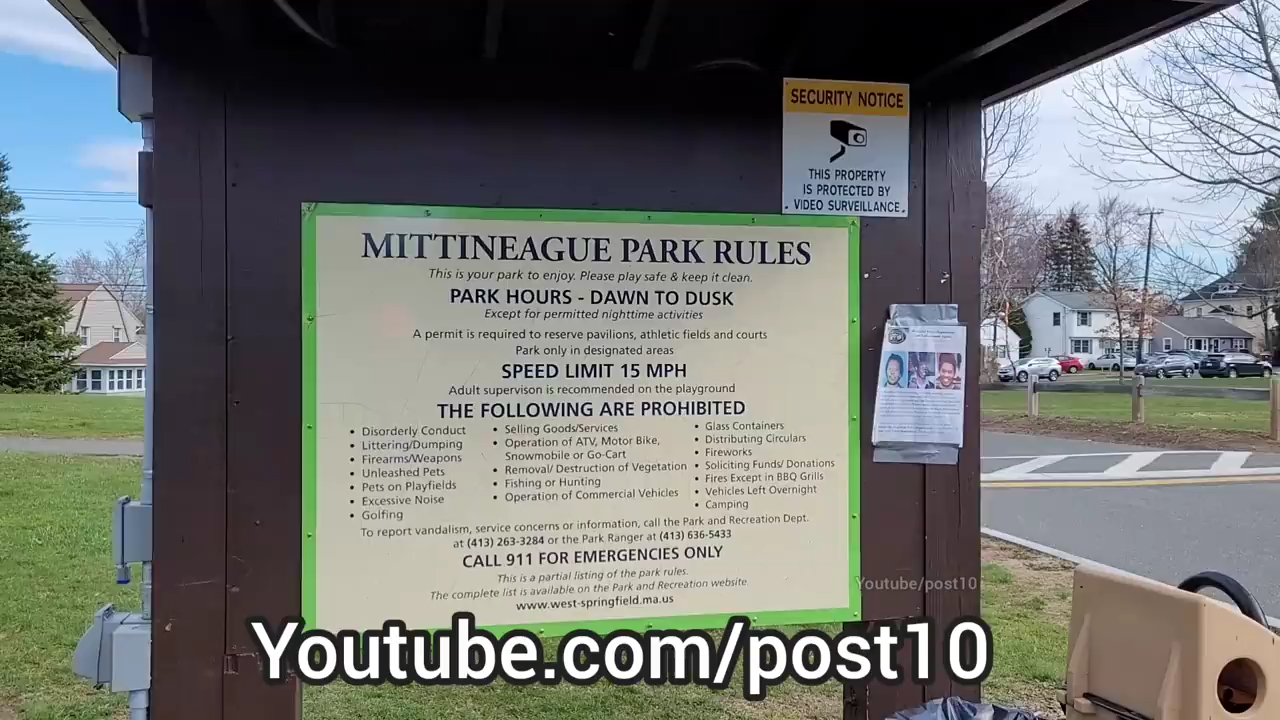 SECURITY NOTICE
THIS PROPERTY
IS PROTECTED BY
VIDEO SURVEILLANCE.
MITTINEAGUE PARK RULES
This is your park to enjoy. Please play safe & keep it clean.
PARK HOURS - DAWN TO DUSK
Except for permitted nighttime activities
A permit is required to reserve pavilions, athletic fields and courts
Park only in designated areas
SPEED LIMIT 15 MPH
Adult supervision is recommended on the playground
THE FOLLOWING ARE PROHIBITED
• Disorderly Conduct
• Littering/Dumping
• Firearms/Weapons
• Unleashed Pets
• Pets on Playfields
• Excessive Noise
• Golfing
• Selling Goods/Services
• Operation of ATV, Motor Bike,
Snowmobile or Go-Cart
• Removal/ Destruction of Vegetation
• Fishing or Hunting
• Operation of Commercial Vehicles
• Glass Containers
• Distributing Circulars
• Fireworks
• Soliciting Funds/ Donations
• Fires Except in BBQ Grills
• Vehicles Left Overnight
• Camping
To report vandalism, service concerns or information, call the Park and Recreation Dept.
at (413) 263-3284 or the Park Ranger at (413) 636-5433
CALL 911 FOR EMERGENCIES ONLY
This is a partial listing of the park rules.
The complete list is available on the Park and Recreation website.
www.west-springfield.ma.us
Youtube/post10
Youtube.com/post10